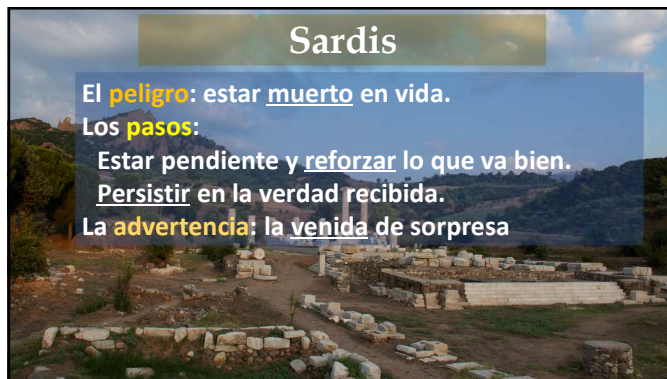 Sardis
El peligro: estar muerto en vida.
Los pasos:
Estar pendiente y reforzar lo que va bien.
Persistir en la verdad recibida.
La advertencia: la venida de sorpresa